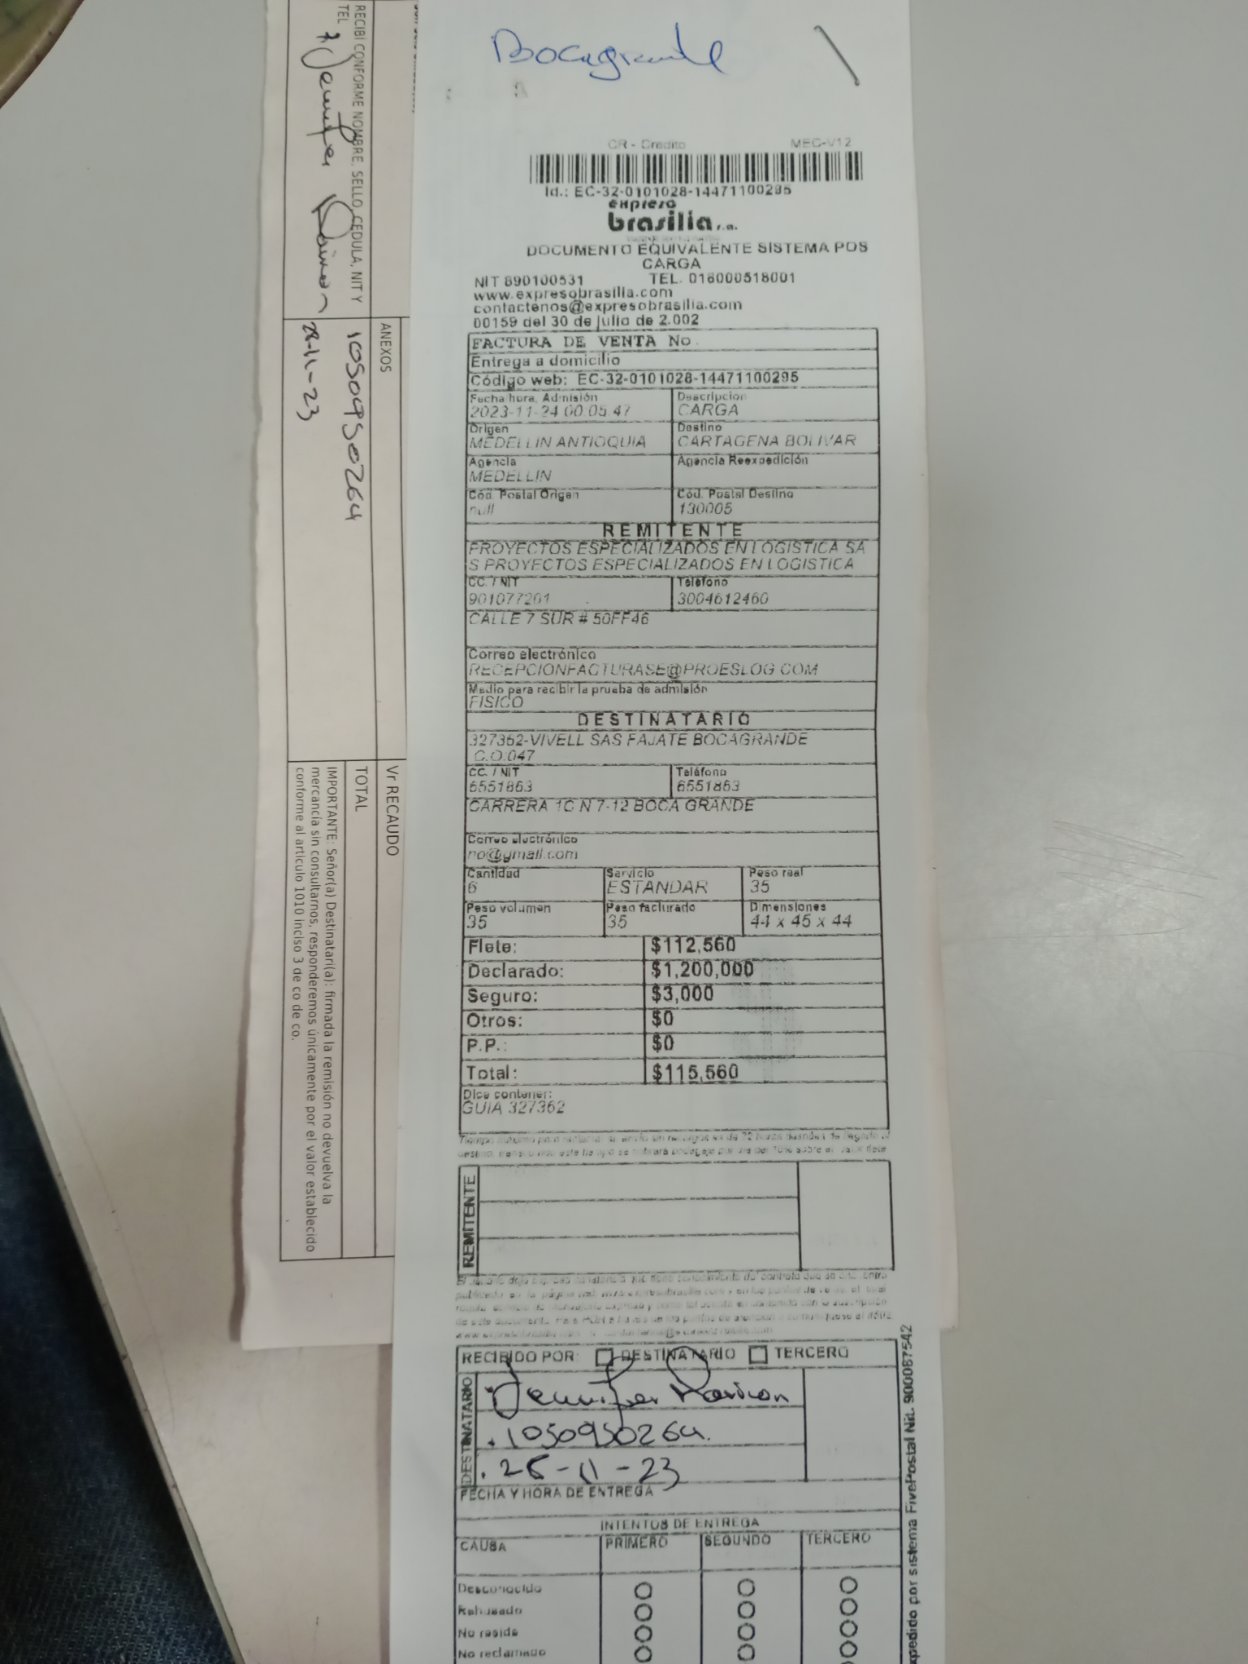 Bocagrande
CR - Credito MEC-V12
Id.: EC-32-0101028-14471100295
expreso
brasilia s.a.
DOCUMENTO EQUIVALENTE SISTEMA POS
CARGA
NIT 890100531 TEL. 018000518001
www.expresobrasilia.com
contactenos@expresobrasilia.com
00159 del 30 de julio de 2.002
FACTURA DE VENTA No.
Entrega a domicilio
Código web: EC-32-0101028-14471100295
Fecha hora, Admisión Descripcion
2023-11-24 00:05:47 CARGA
Origen Destino
MEDELLIN ANTIOQUIA CARTAGENA BOLIVAR
Agencia Agencia Reexpedición
MEDELLIN
Cód. Postal Origen Cód. Postal Destino
null 130005
REMITENTE
PROYECTOS ESPECIALIZADOS EN LOGISTICA SA
S PROYECTOS ESPECIALIZADOS EN LOGISTICA
CC. / NIT Teléfono
901077201 3004612460
CALLE 7 SUR # 50FF46
Correo electrónico
RECEPCIONFACTURASE@PROESLOG.COM
Medio para recibir la prueba de admisión
FISICO
DESTINATARIO
327362-VIVELL SAS FAJATE BOCAGRANDE
C.O.047
CC. / NIT Teléfono
6551863 6551863
CARRERA 1C N 7-12 BOCA GRANDE
Correo electrónico
no@gmail.com
Cantidad Servicio Peso real
6 ESTANDAR 35
Peso volumen Peso facturado Dimensiones
35 35 44 x 45 x 44
Flete: $112,560
Declarado: $1,200,000
Seguro: $3,000
Otros: $0
P.P.: $0
Total: $115,560
Dice contener:
GUIA 327362
REMITENTE
RECIBIDO POR: DESTINATARIO TERCERO
DESTINATARIO
Jennifer
.1050950264.
.28-11-23
FECHA Y HORA DE ENTREGA
INTENTOS DE ENTREGA
CAUSA PRIMERO SEGUNDO TERCERO
Desconocido
Rehusado
No reside
No reclamado
xpedido por sistema FivePostal Nit. 900087542
RECIBÍ CONFORME NOMBRE, SELLO, CEDULA, NIT Y
TEL
Jennifer
1050950264
28-11-23
ANEXOS
Vr RECAUDO
TOTAL
IMPORTANTE: Señor(a) Destinatari(a): firmada la remisión no devuelva la
mercancía sin consultarnos, responderemos únicamente por el valor establecido
conforme al artículo 1010 inciso 3 de co de co.